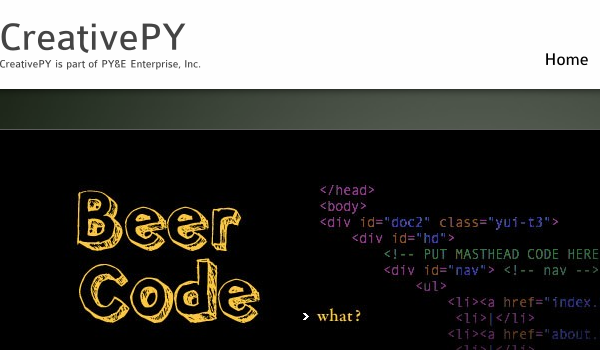 CreativePY
CreativePY is part of PY&E Enterprise, Inc.
Home
Beer
Code
</head>
<body>
<div id="doc2" class="yui-t3">
<div id="hd">
<!-- PUT MASTHEAD CODE HERE
<div id="nav"> <!-- nav -->
<ul>
<li><a href="index.
<li>|</li>
<li><a href="about.
<li>|</li>
> what?